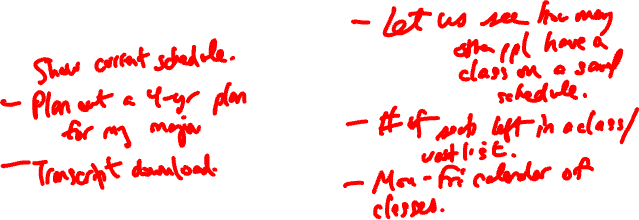 Show current schedule.
- Plan out a 4-yr plan
for my major
- Transcript download.
- Let us see how many
other ppl have a
class on a saved
schedule.
- # of seats left in a class/
waitlist.
- Mon-Fri calendar of
classes.